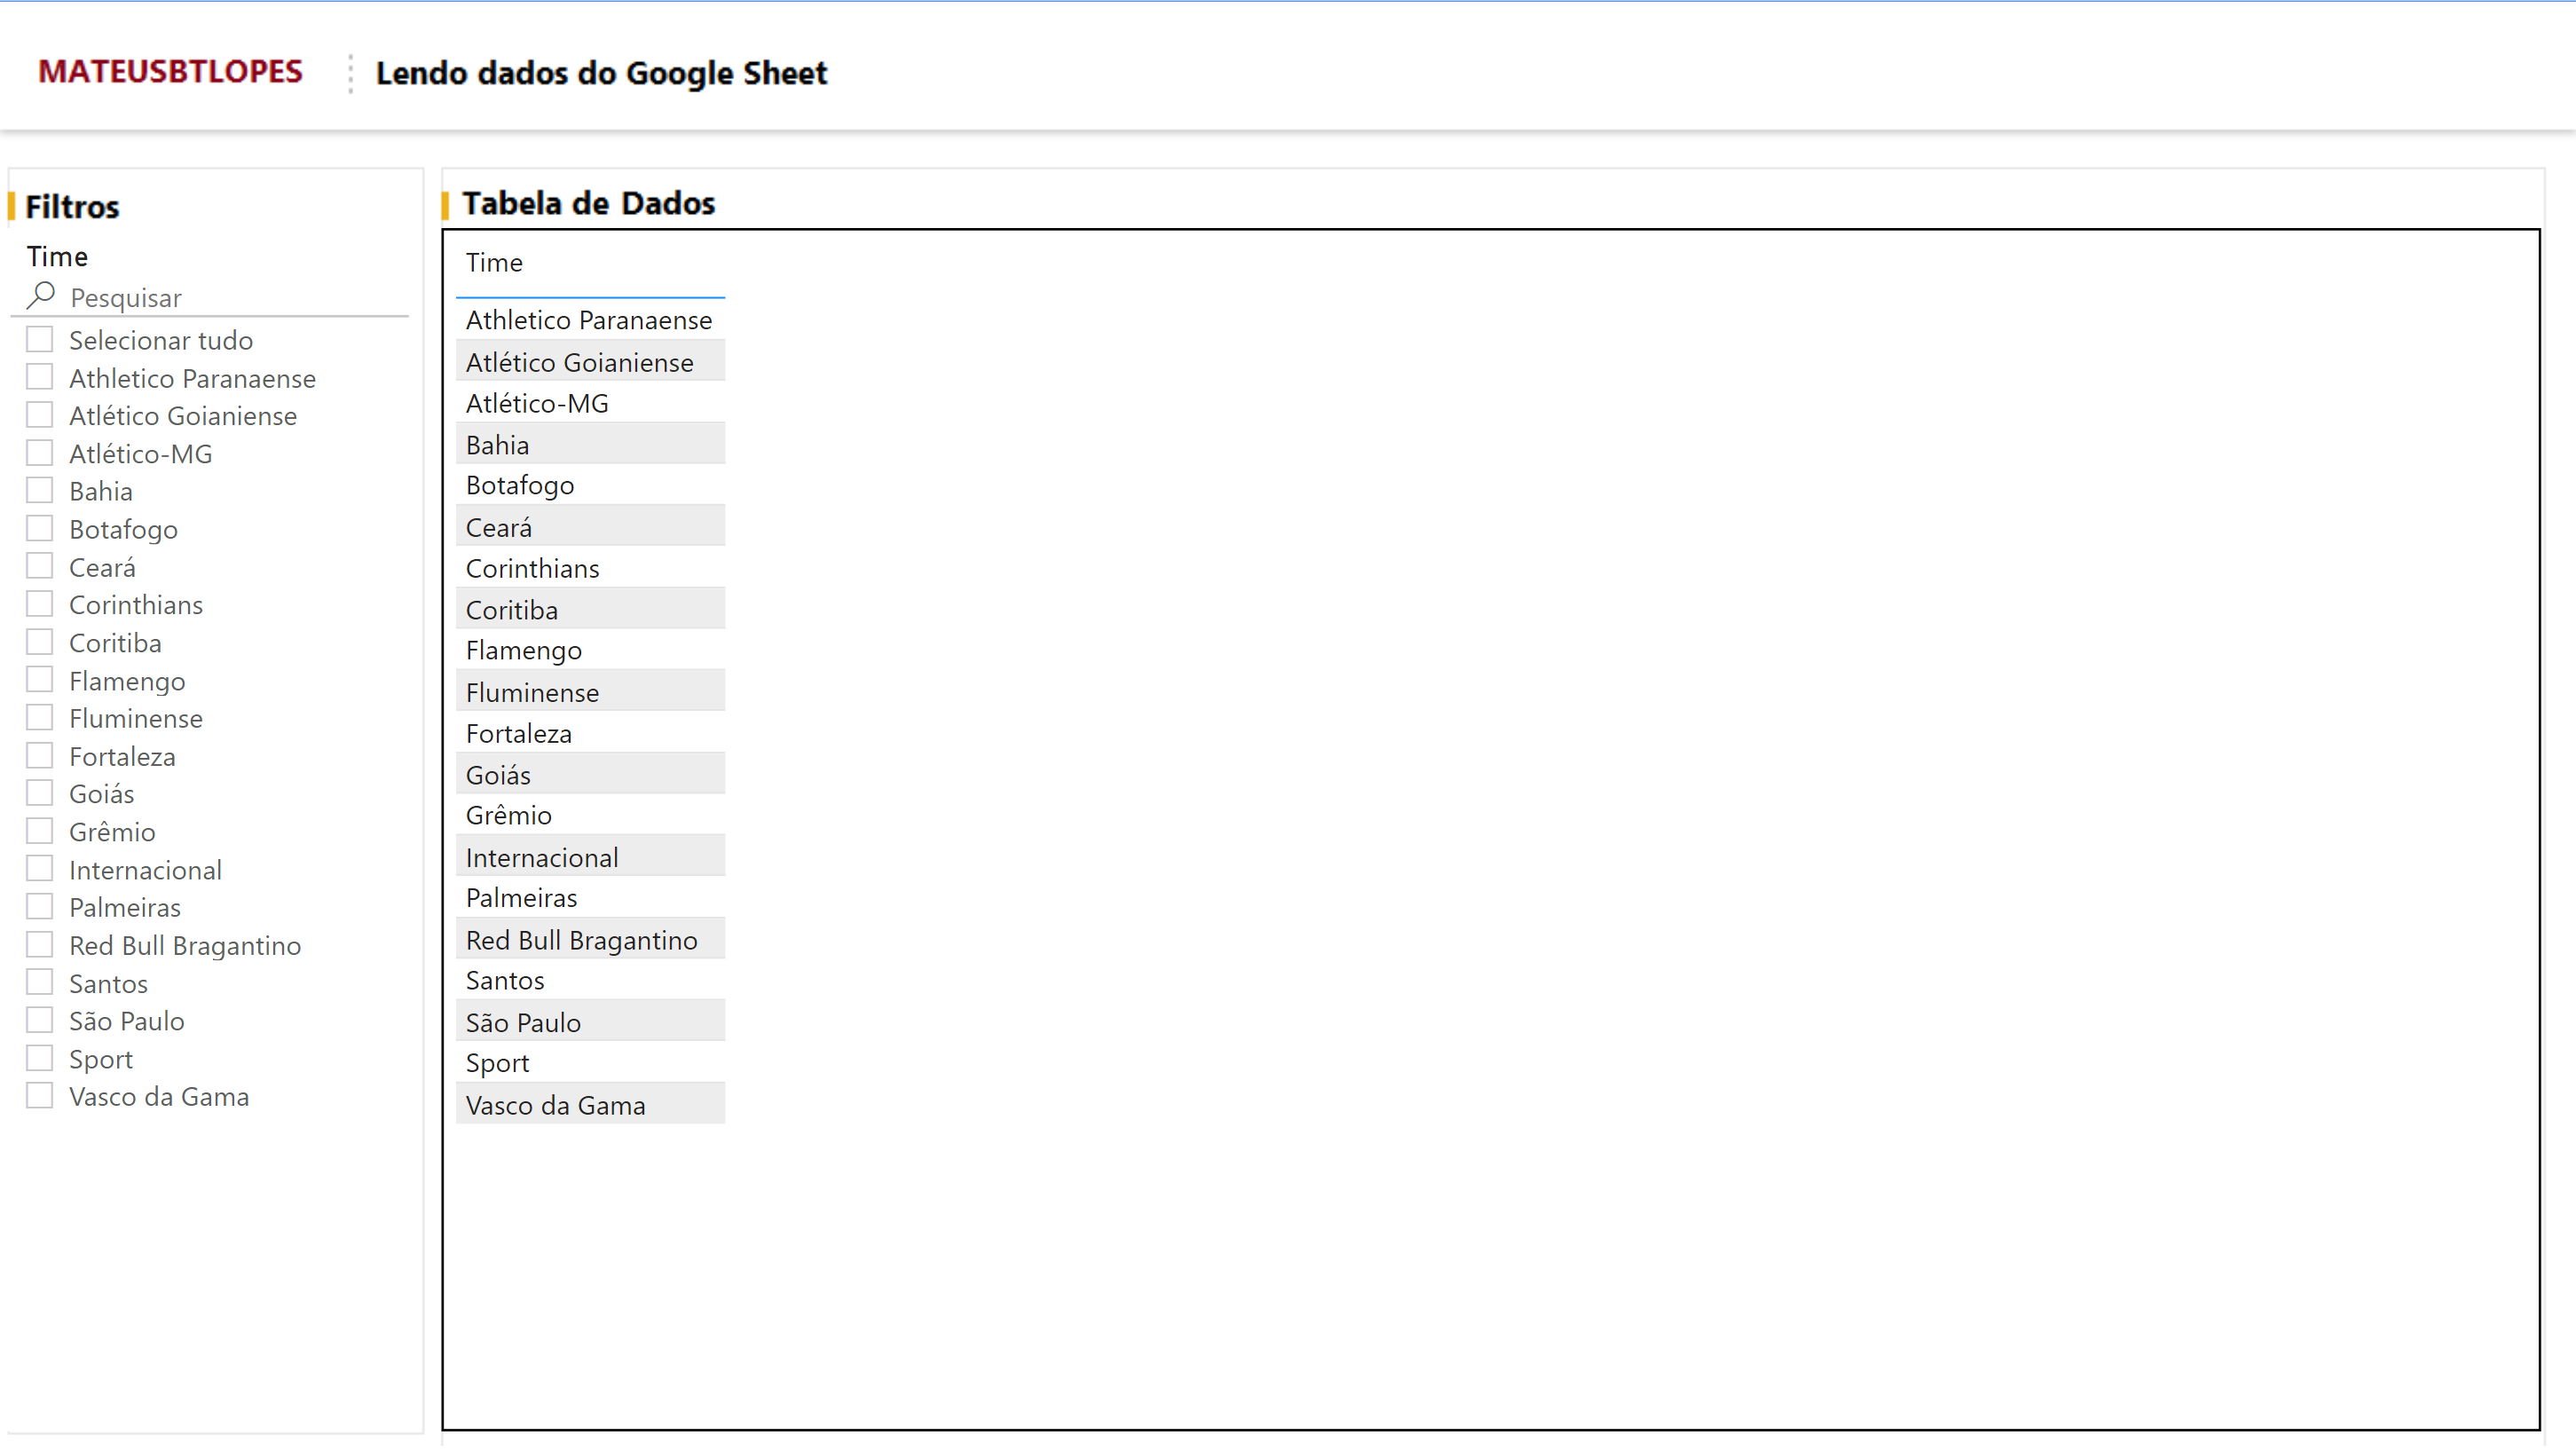 MATEUSBTLOPES
Lendo dados do Google Sheet
Filtros
Time
Pesquisar
Selecionar tudo
Athletico Paranaense
Atlético Goianiense
Atlético-MG
Bahia
Botafogo
Ceará
Corinthians
Coritiba
Flamengo
Fluminense
Fortaleza
Goiás
Grêmio
Internacional
Palmeiras
Red Bull Bragantino
Santos
São Paulo
Sport
Vasco da Gama
Tabela de Dados
Time
Athletico Paranaense
Atlético Goianiense
Atlético-MG
Bahia
Botafogo
Ceará
Corinthians
Coritiba
Flamengo
Fluminense
Fortaleza
Goiás
Grêmio
Internacional
Palmeiras
Red Bull Bragantino
Santos
São Paulo
Sport
Vasco da Gama